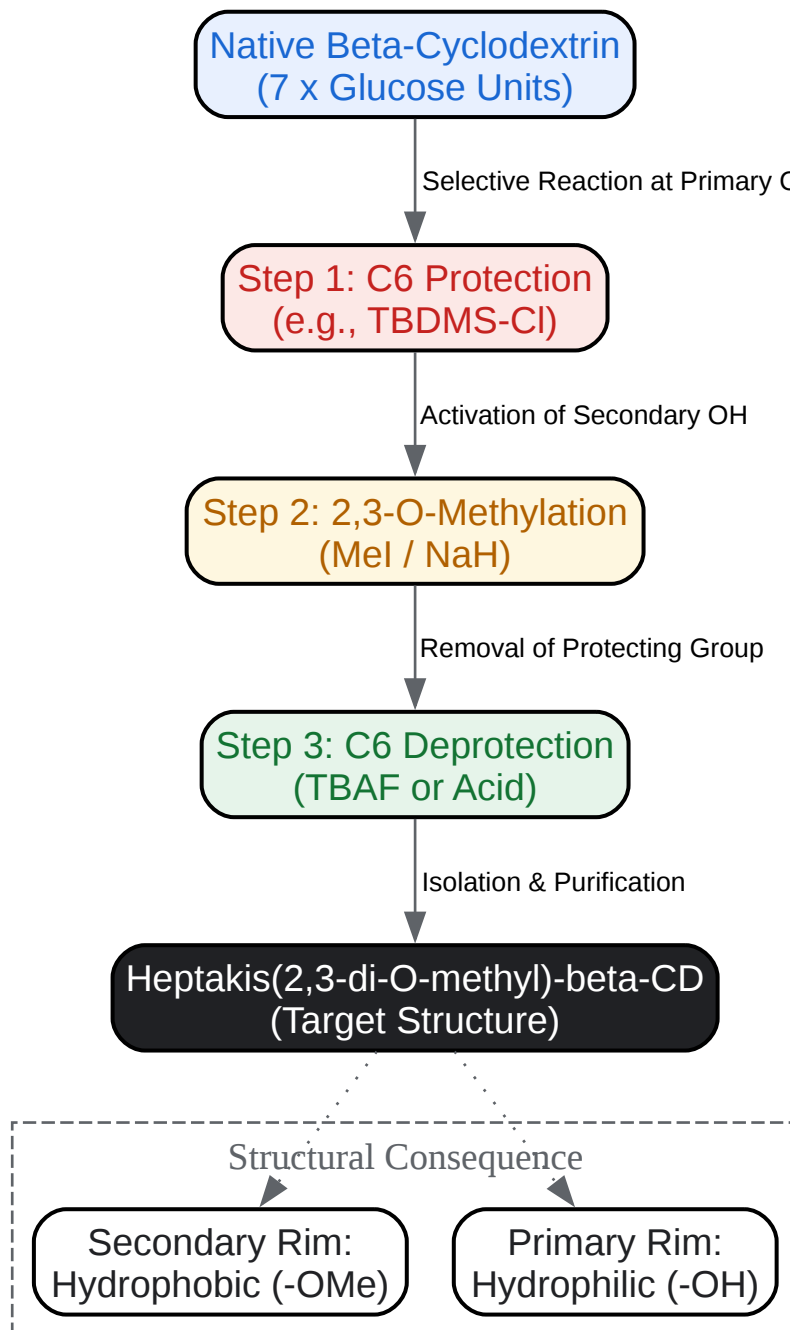 Native Beta-Cyclodextrin
(7 x Glucose Units)
Selective Reaction at Primary
Step 1: C6 Protection
(e.g., TBDMS-Cl)
Activation of Secondary OH
Step 2: 2,3-O-Methylation
(MeI / NaH)
Removal of Protecting Group
Step 3: C6 Deprotection
(TBAF or Acid)
Isolation & Purification
Heptakis(2,3-di-O-methyl)-beta-CD
(Target Structure)
Structural Consequence
Secondary Rim:
Hydrophobic (-OMe)
Primary Rim:
Hydrophilic (-OH)